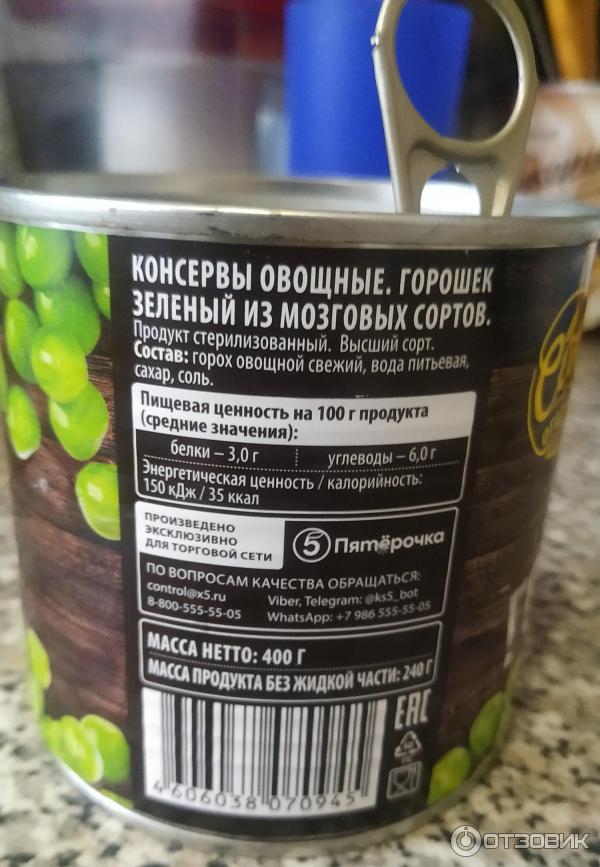 КОНСЕРВЫ ОВОЩНЫЕ. ГОРОШЕК
ЗЕЛЕНЫЙ ИЗ МОЗГОВЫХ СОРТОВ.
Продукт стерилизованный. Высший сорт.
Состав: горох овощной свежий, вода питьевая,
сахар, соль.
Пищевая ценность на 100 г продукта
(средние значения):
белки – 3,0 г
углеводы – 6,0 г
Энергетическая ценность / калорийность:
150 кДж / 35 ккал
ПРОИЗВЕДЕНО
ЭКСКЛЮЗИВНО
ДЛЯ ТОРГОВОЙ СЕТИ
5 Пятёрочка
ПО ВОПРОСАМ КАЧЕСТВА ОБРАЩАТЬСЯ:
control@x5.ru
8-800-555-55-05
Viber, Telegram: @ks5_bot
WhatsApp: +7 986 555-55-05
МАССА НЕТТО: 400 Г
МАССА ПРОДУКТА БЕЗ ЖИДКОЙ ЧАСТИ: 240 Г
EAC
4606038070945
ОТЗОВИК